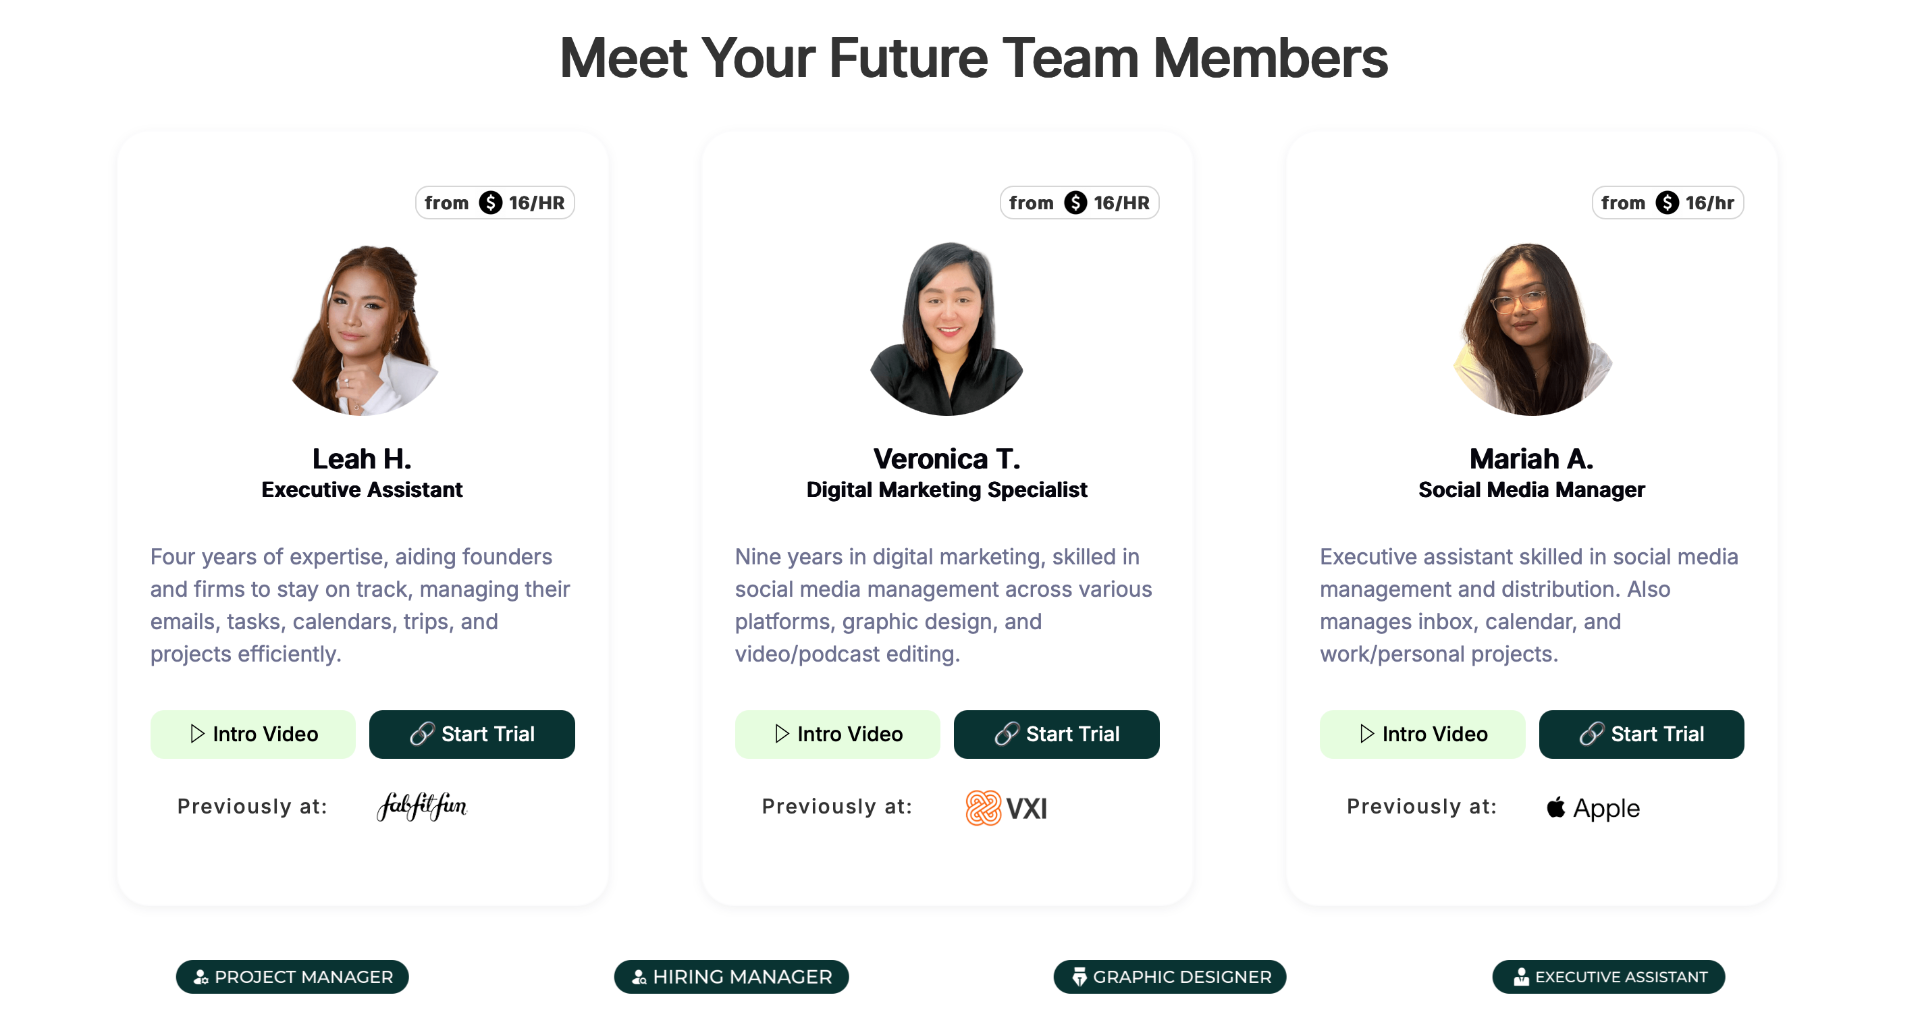 Meet Your Future Team Members
from $ 16/HR
Leah H.
Executive Assistant
Four years of expertise, aiding founders
and firms to stay on track, managing their
emails, tasks, calendars, trips, and
projects efficiently.
Intro Video
Start Trial
Previously at:
fabfitfun
from $ 16/HR
Veronica T.
Digital Marketing Specialist
Nine years in digital marketing, skilled in
social media management across various
platforms, graphic design, and
video/podcast editing.
Intro Video
Start Trial
Previously at:
VXI
from $ 16/hr
Mariah A.
Social Media Manager
Executive assistant skilled in social media
management and distribution. Also
manages inbox, calendar, and
work/personal projects.
Intro Video
Start Trial
Previously at:
Apple
PROJECT MANAGER
HIRING MANAGER
GRAPHIC DESIGNER
EXECUTIVE ASSISTANT